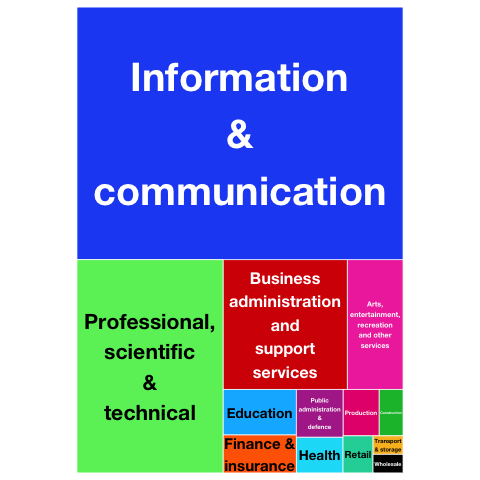 Information
&
communication
Professional,
scientific
&
technical
Business
administration
and
support
services
Arts,
entertainment,
recreation
and other
services
Education
Public
administration
&
defence
Production
Construction
Finance &
insurance
Health
Retail
Transport
& storage
Wholesale